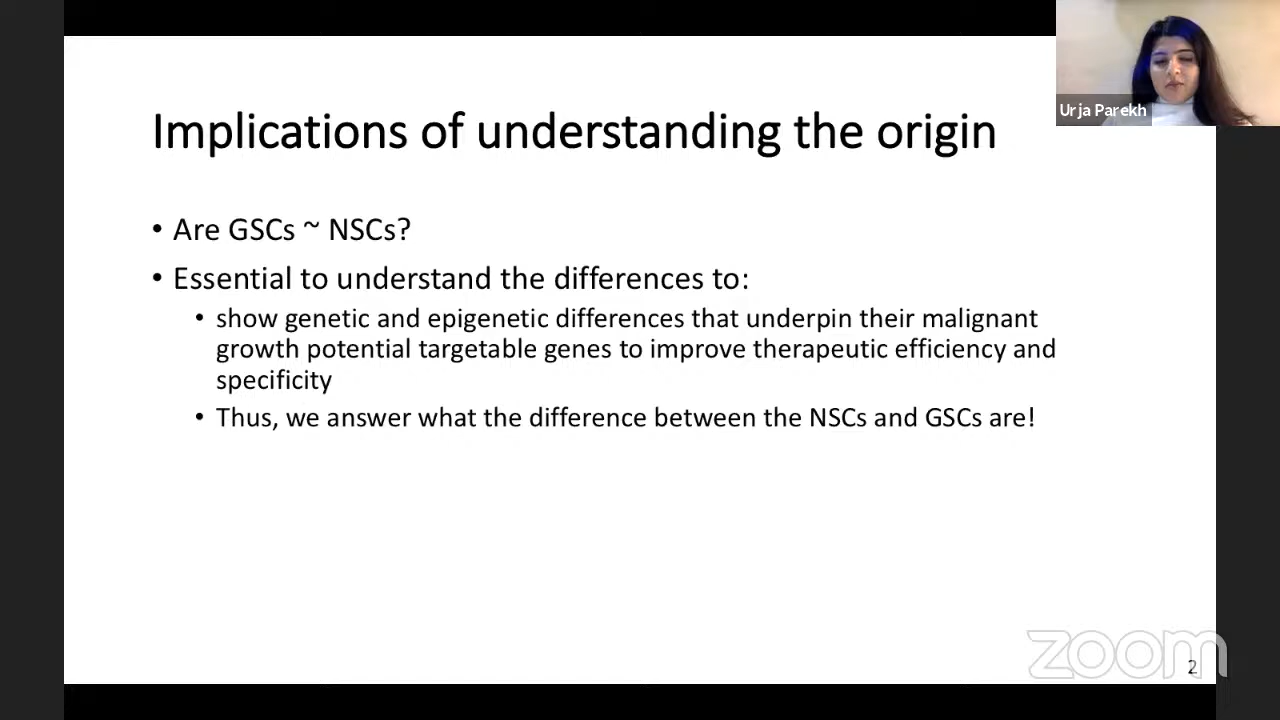 Urja Parekh
Implications of understanding the origin
• Are GSCs ~ NSCs?
• Essential to understand the differences to:
• show genetic and epigenetic differences that underpin their malignant
growth potential targetable genes to improve therapeutic efficiency and
specificity
• Thus, we answer what the difference between the NSCs and GSCs are!
zoom
2